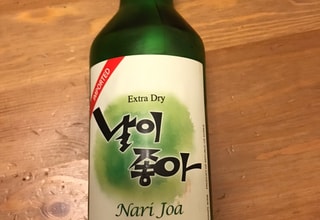 IMPORTED
Extra Dry
날이
좋아
Nari Joa